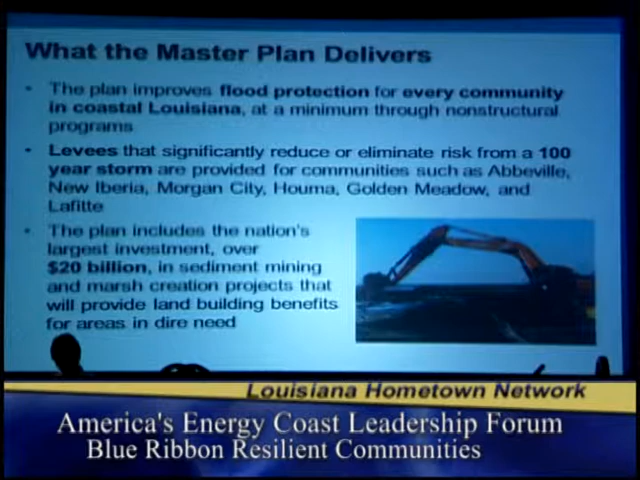 What the Master Plan Delivers
• The plan improves flood protection for every community
in coastal Louisiana, at a minimum through nonstructural
programs
• Levees that significantly reduce or eliminate risk from a 100
year storm are provided for communities such as Abbeville,
New Iberia, Morgan City, Houma, Golden Meadow, and
Lafitte
• The plan includes the nation's
largest investment, over
$20 billion, in sediment mining
and marsh creation projects that
will provide land building benefits
for areas in dire need
Louisiana Hometown Network
America's Energy Coast Leadership Forum
Blue Ribbon Resilient Communities